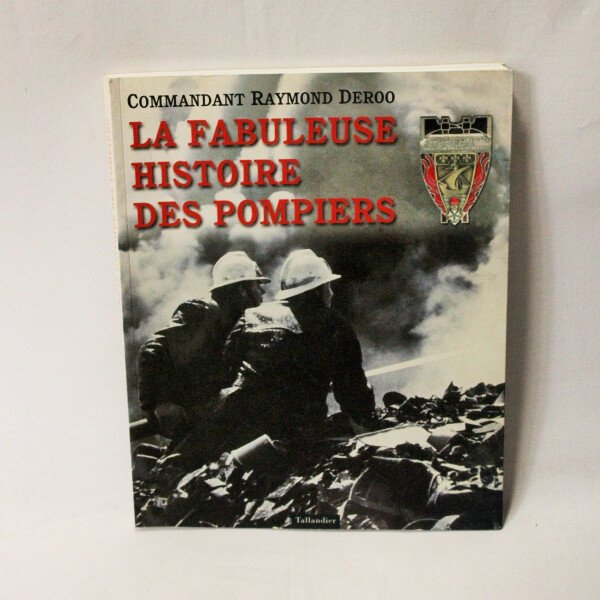 COMMANDANT RAYMOND DEROO
LA FABULEUSE
HISTOIRE
DES POMPIERS
Tallandier